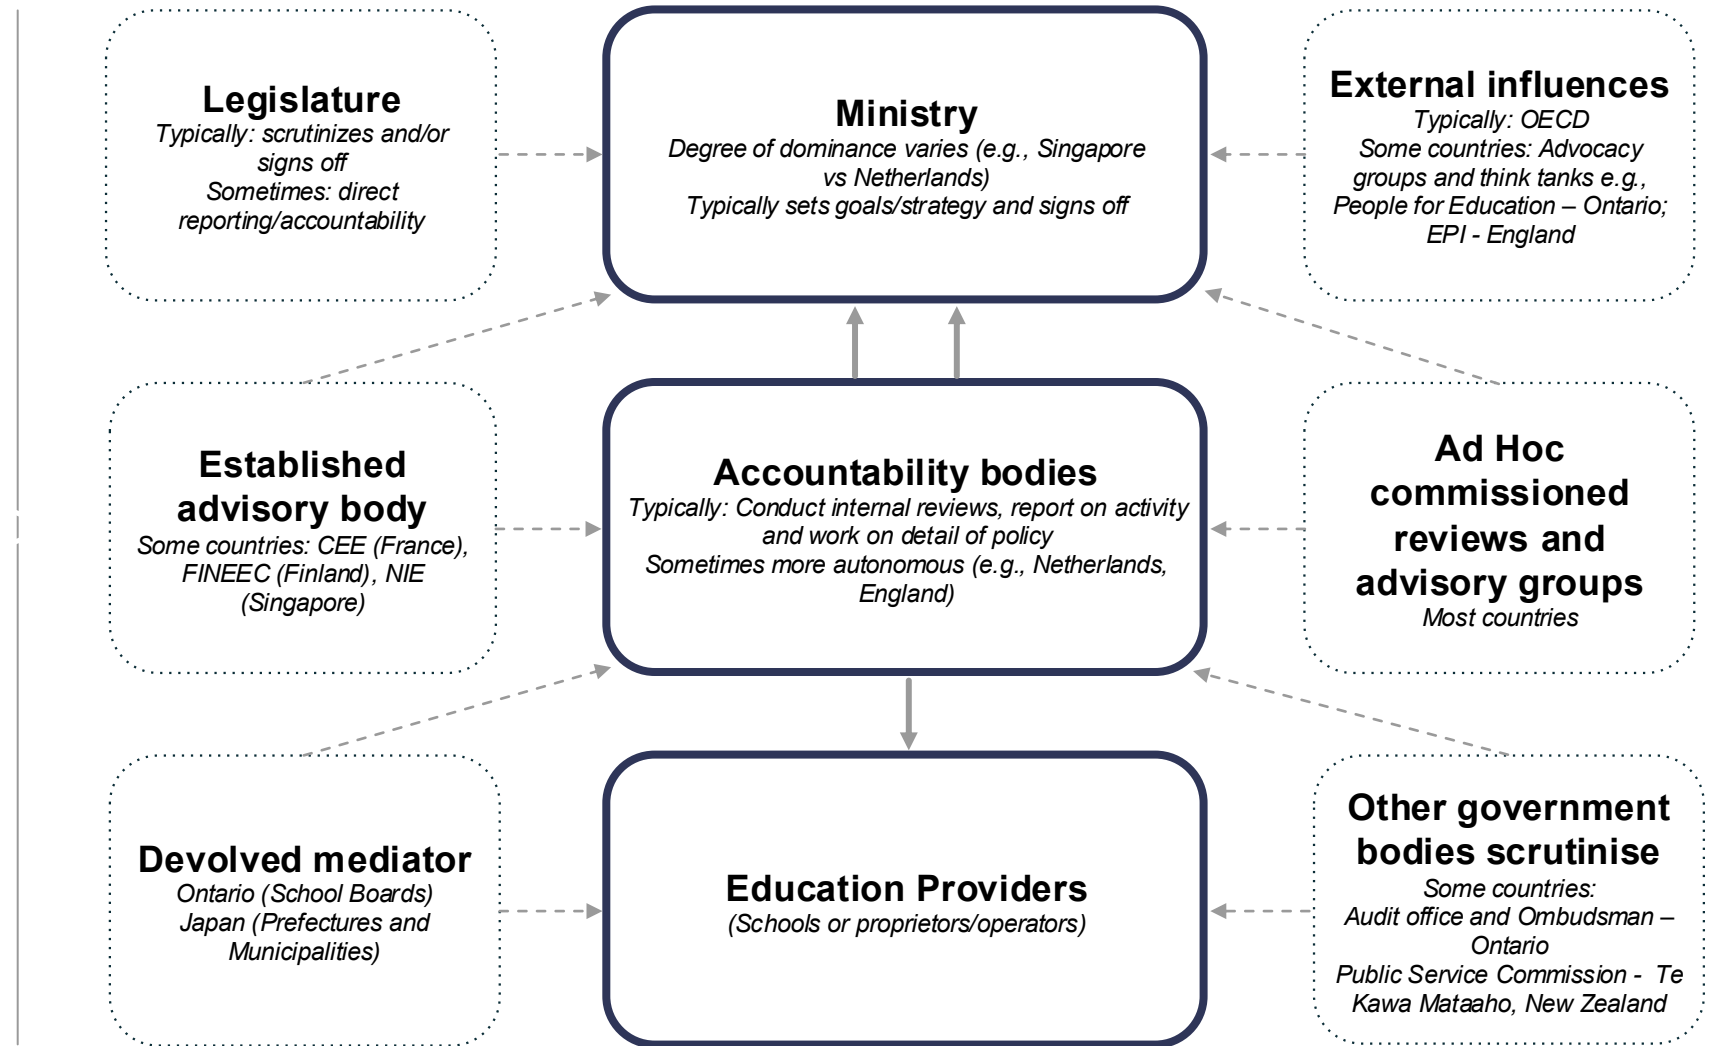 Legislature
Typically: scrutinizes and/or
signs off
Sometimes: direct
reporting/accountability
Ministry
Degree of dominance varies (e.g., Singapore
vs Netherlands)
Typically sets goals/strategy and signs off
External influences
Typically: OECD
Some countries: Advocacy
groups and think tanks e.g.,
People for Education – Ontario;
EPI - England
Established
advisory body
Some countries: CEE (France),
FINEEC (Finland), NIE
(Singapore)
Accountability bodies
Typically: Conduct internal reviews, report on activity
and work on detail of policy
Sometimes more autonomous (e.g., Netherlands,
England)
Ad Hoc
commissioned
reviews and
advisory groups
Most countries
Devolved mediator
Ontario (School Boards)
Japan (Prefectures and
Municipalities)
Education Providers
(Schools or proprietors/operators)
Other government
bodies scrutinise
Some countries:
Audit office and Ombudsman –
Ontario
Public Service Commission - Te
Kawa Mataaho, New Zealand